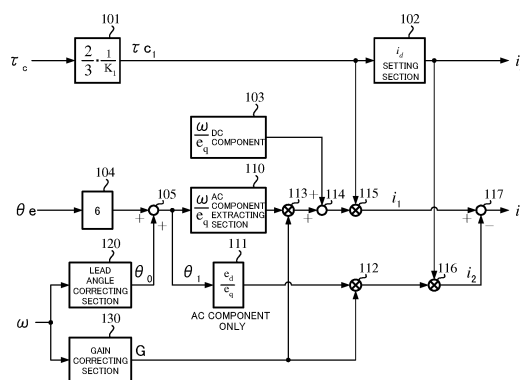 101
102
τc
2/3 · 1/K1
τc1
id
SETTING
SECTION
i
103
ω/eq DC
COMPONENT
104
105
110
113
114
115
117
θe
6
+
+
ω/eq AC
COMPONENT
EXTRACTING
SECTION
+
+
i1
+
−
i
120
LEAD
ANGLE
CORRECTING
SECTION
θ0
θ1
111
ed/eq
AC COMPONENT
ONLY
112
116
i2
ω
130
GAIN
CORRECTING
SECTION
G